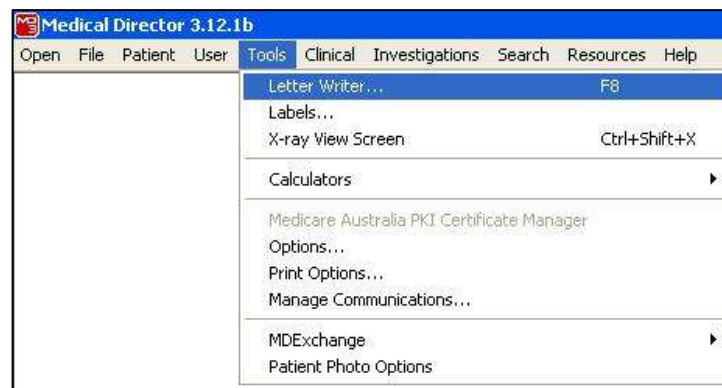 MD3 Medical Director 3.12.1b
Open File Patient User Tools Clinical Investigations Search Resources Help
Letter Writer... F8
Labels...
X-ray View Screen Ctrl+Shift+X
Calculators
Medicare Australia PKI Certificate Manager
Options...
Print Options...
Manage Communications...
MDExchange
Patient Photo Options